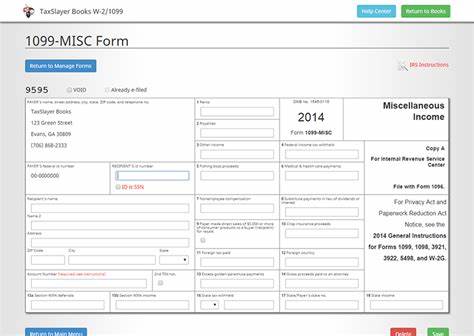 TaxSlayer Books W-2/1099
Help Center
Return to Books
1099-MISC Form
Return to Manage Forms
IRS Instructions
9595
VOID
Already e-filed
PAYER's name, street address, city, state, ZIP code, and telephone no.
TaxSlayer Books
123 Green Street
Evans, GA 30809
(706) 868-2333
1 Rents
2 Royalties
3 Other income
OMB No. 1545-0115
2014
Form 1099-MISC
4 Federal income tax withheld
Miscellaneous
Income
Copy A
For Internal Revenue Service
Center
File with Form 1096.
PAYER's federal id number
00-0000000
RECIPIENT'S id number
ID is SSN
5 Fishing boat proceeds
6 Medical & health care payments
Recipient's name
Name 2
Address
City
State
Zip
7 Nonemployee compensation
8 Substitute payments in lieu of dividends or
interest
9 Payer made direct sales of $5,000 or more
of consumer products to a buyer (recipient)
for resale
10 Crop insurance proceeds
11 Foreign tax paid
12 Foreign country
For Privacy Act and
Paperwork Reduction Act
Notice, see the
2014 General Instructions
for Forms 1099, 1098, 3921,
3922, 5498, and W-2G.
Account Number (Required see instructions)
2nd TIN not.
13 Excess golden parachute payments
14 Gross proceeds paid to an attorney
15a Section 409A deferrals
15b Section 409A income
16 State tax withheld
17 State/Payer's state no.
18 State income
Return to Main Menu
Delete
Save